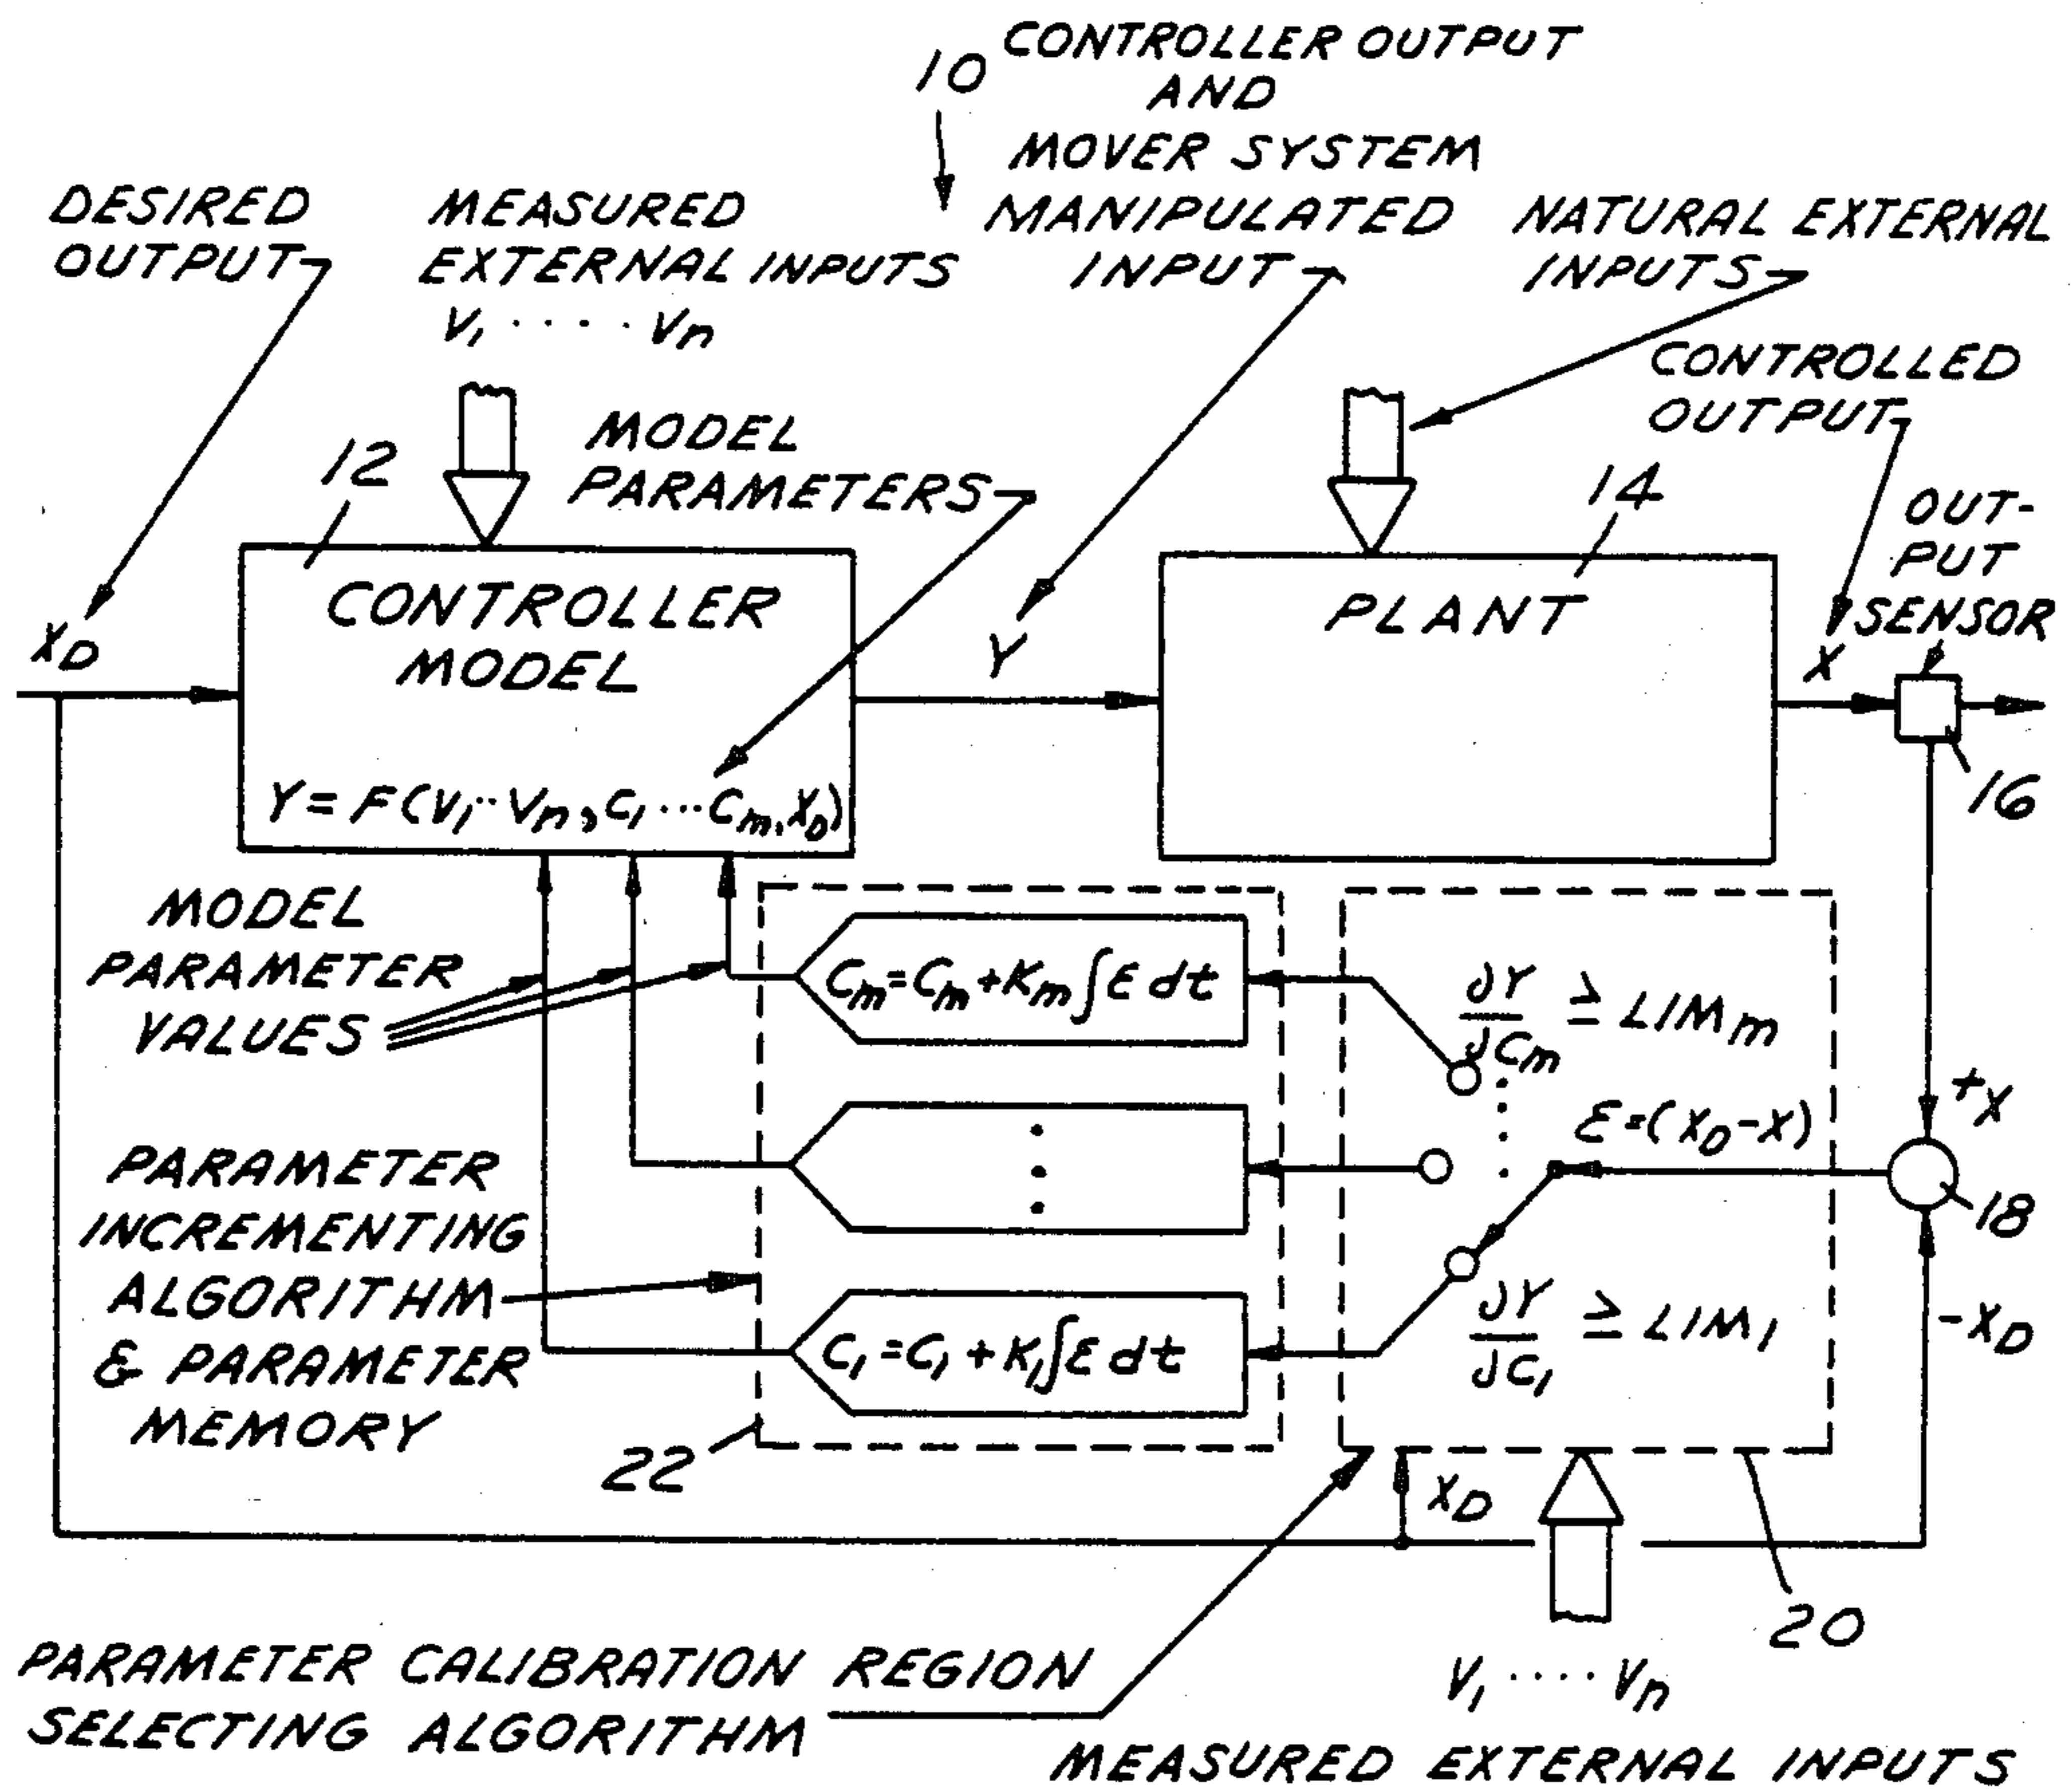 10
CONTROLLER OUTPUT
AND
MOVER SYSTEM
MANIPULATED
INPUT
DESIRED
OUTPUT
MEASURED
EXTERNAL INPUTS
V₁ ····· Vn
NATURAL EXTERNAL
INPUTS
CONTROLLED
OUTPUT
12
MODEL
PARAMETERS
14
OUT-
PUT
SENSOR
XD
CONTROLLER
MODEL
Y = F(V₁··Vn, C₁···Cm, XD)
Y
PLANT
X
16
MODEL
PARAMETER
VALUES
Cm=Cm+Km∫E dt
∂Y/∂Cm ≥ LIMm
+X
E=(XD-X)
18
PARAMETER
INCREMENTING
ALGORITHM
& PARAMETER
MEMORY
C₁=C₁+K₁∫E dt
∂Y/∂C₁ ≥ LIM₁
-XD
22
XD
20
PARAMETER CALIBRATION REGION
SELECTING ALGORITHM
V₁ ···· Vn
MEASURED EXTERNAL INPUTS